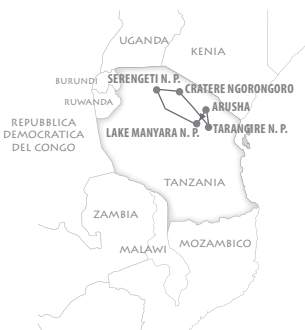 UGANDA
KENIA
SERENGETI N. P.
BURUNDI
CRATERE NGORONGORO
RUWANDA
ARUSHA
REPUBBLICA
DEMOCRATICA
DEL CONGO
LAKE MANYARA N. P.
TARANGIRE N. P.
TANZANIA
ZAMBIA
MALAWI
MOZAMBICO